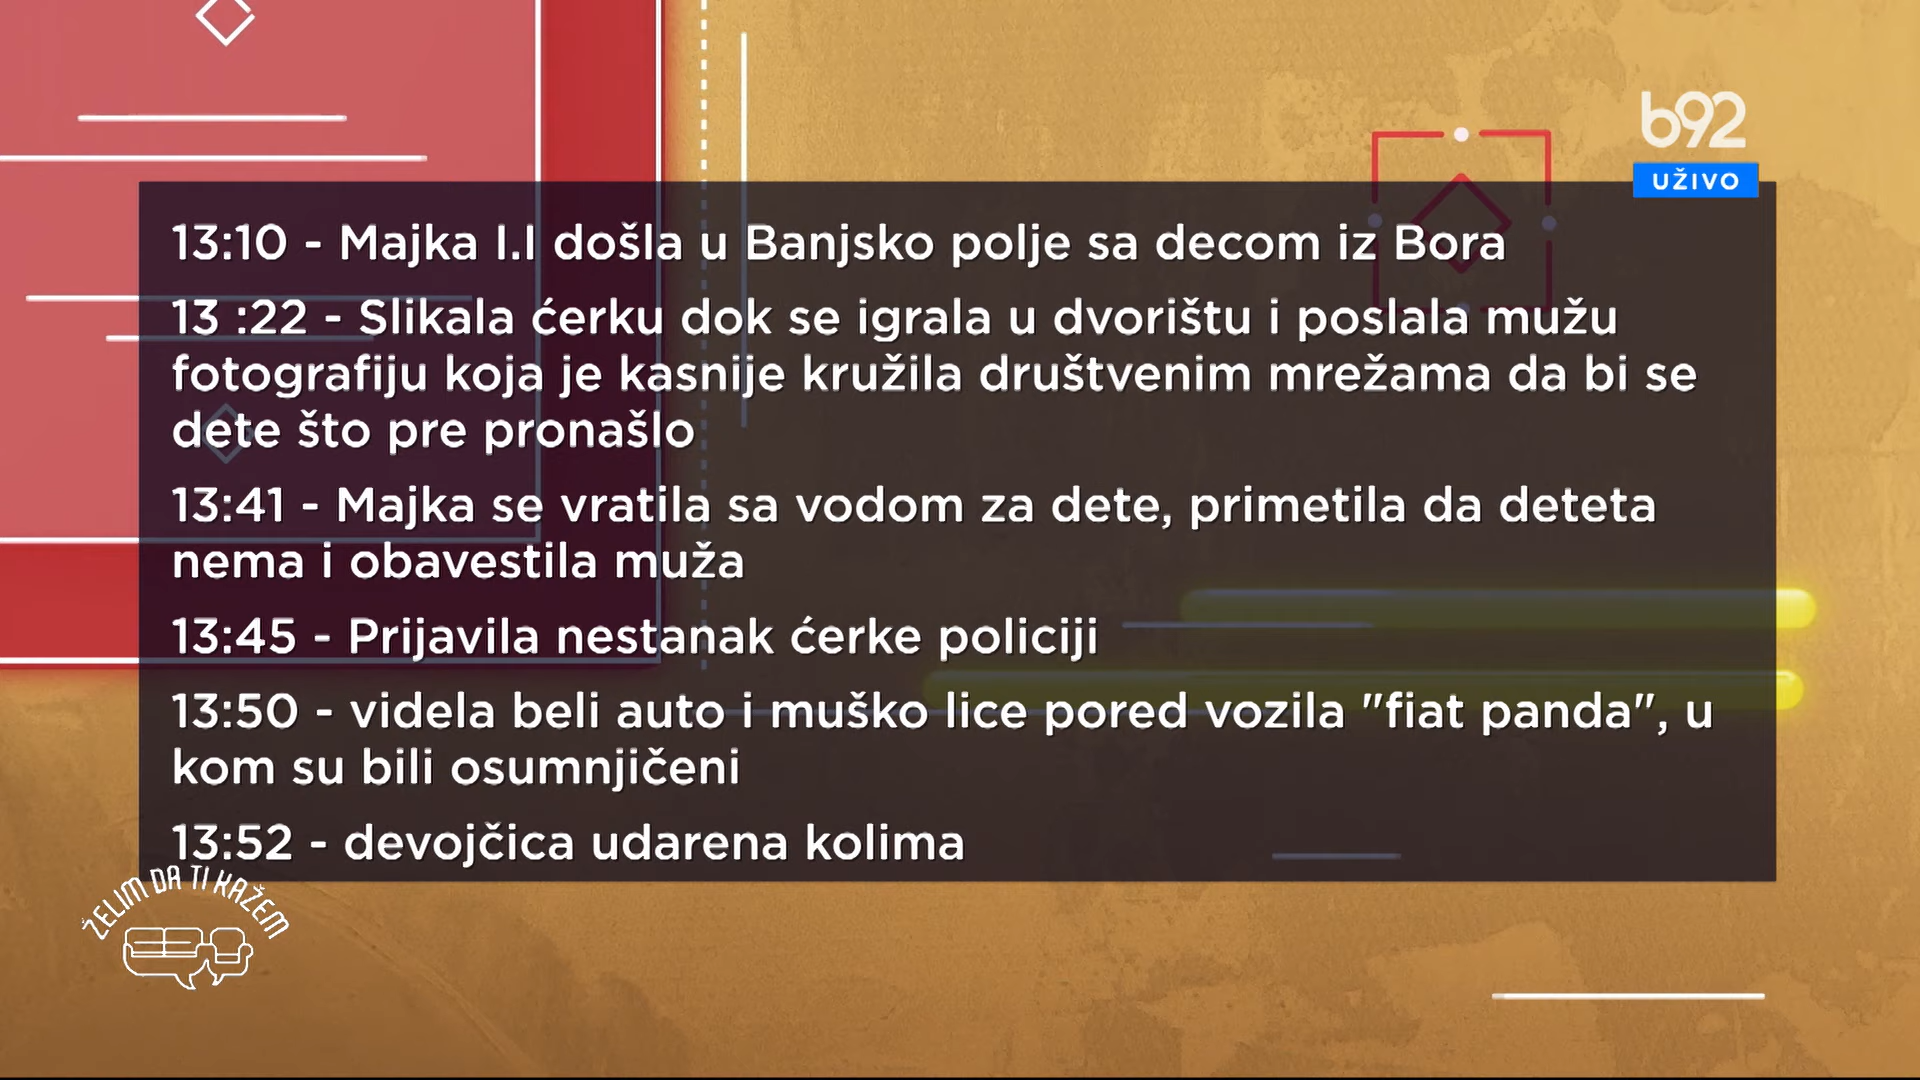 b92
UŽIVO
13:10 - Majka I.I došla u Banjsko polje sa decom iz Bora
13 :22 - Slikala ćerku dok se igrala u dvorištu i poslala mužu
fotografiju koja je kasnije kružila društvenim mrežama da bi se
dete što pre pronašlo
13:41 - Majka se vratila sa vodom za dete, primetila da deteta
nema i obavestila muža
13:45 - Prijavila nestanak ćerke policiji
13:50 - videla beli auto i muško lice pored vozila "fiat panda", u
kom su bili osumnjičeni
13:52 - devojčica udarena kolima
ŽELIM DA TI KAŽEM